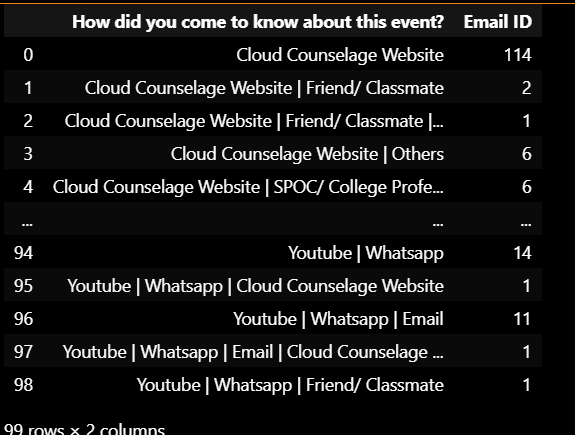 How did you come to know about this event? Email ID
0 Cloud Counselage Website 114
1 Cloud Counselage Website | Friend/ Classmate 2
2 Cloud Counselage Website | Friend/ Classmate |... 1
3 Cloud Counselage Website | Others 6
4 Cloud Counselage Website | SPOC/ College Profe... 6
... ... ...
94 Youtube | Whatsapp 14
95 Youtube | Whatsapp | Cloud Counselage Website 1
96 Youtube | Whatsapp | Email 11
97 Youtube | Whatsapp | Email | Cloud Counselage ... 1
98 Youtube | Whatsapp | Friend/ Classmate 1
99 rows × 2 columns